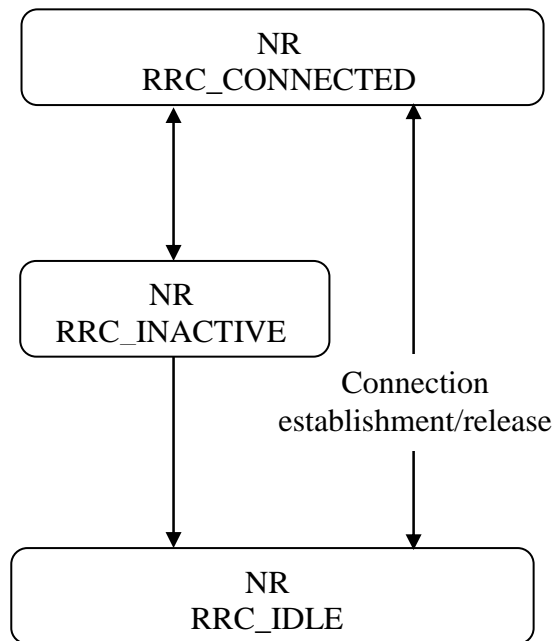 NR
RRC_CONNECTED
NR
RRC_INACTIVE
Connection
establishment/release
NR
RRC_IDLE